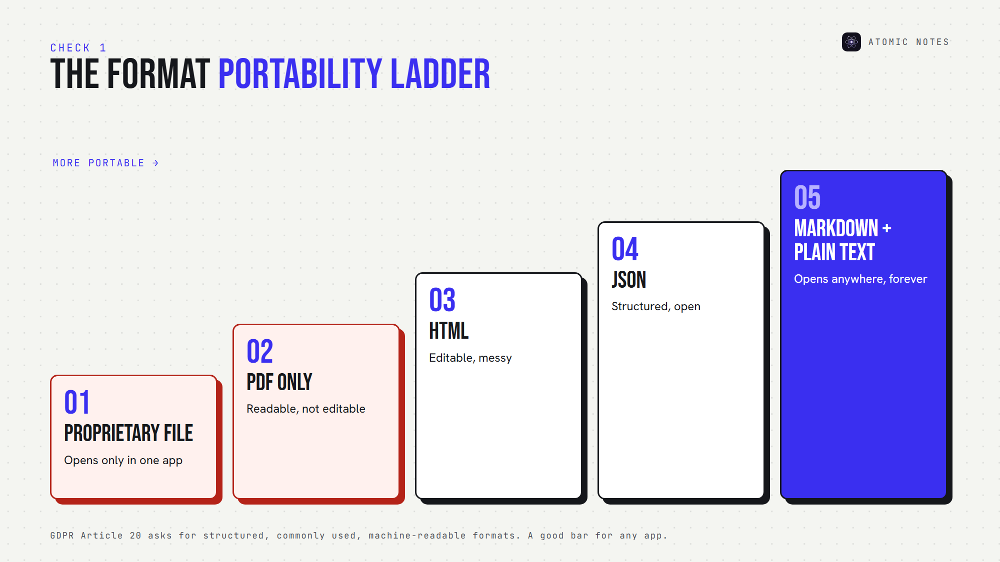 CHECK 1
THE FORMAT PORTABILITY LADDER
ATOMIC NOTES
MORE PORTABLE →
01
PROPRIETARY FILE
Opens only in one app
02
PDF ONLY
Readable, not editable
03
HTML
Editable, messy
04
JSON
Structured, open
05
MARKDOWN +
PLAIN TEXT
Opens anywhere, forever
GDPR Article 20 asks for structured, commonly used, machine-readable formats. A good bar for any app.